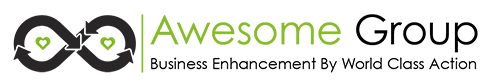 Awesome Group
Business Enhancement By World Class Action